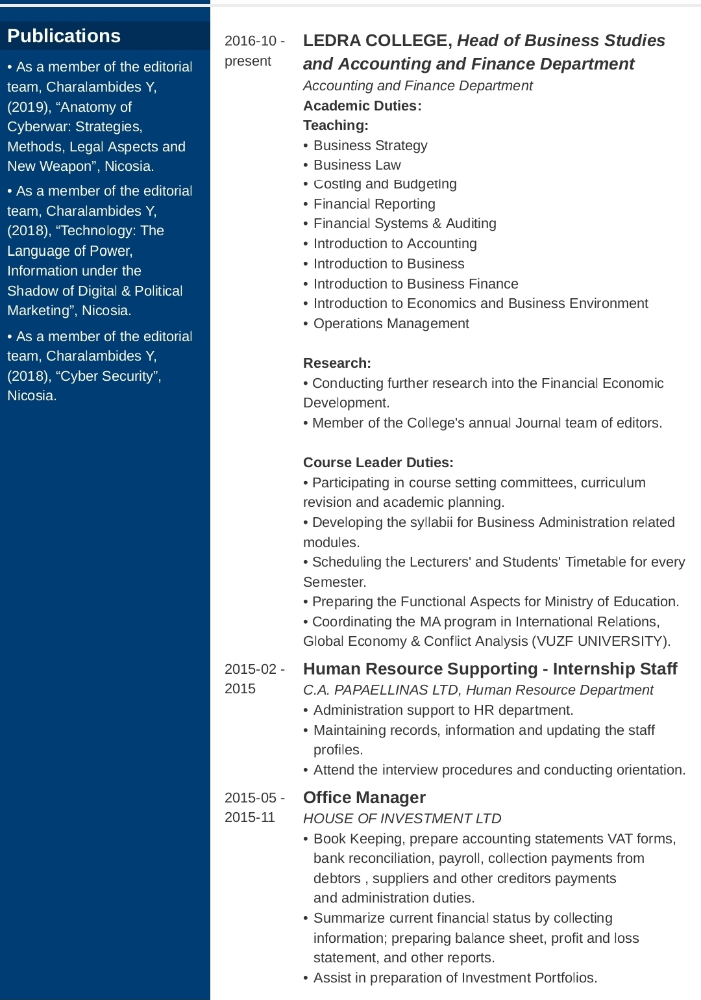 Publications
• As a member of the editorial
team, Charalambides Y,
(2019), “Anatomy of
Cyberwar: Strategies,
Methods, Legal Aspects and
New Weapon”, Nicosia.
• As a member of the editorial
team, Charalambides Y,
(2018), “Technology: The
Language of Power,
Information under the
Shadow of Digital & Political
Marketing”, Nicosia.
• As a member of the editorial
team, Charalambides Y,
(2018), “Cyber Security”,
Nicosia.
2016-10 -
present
LEDRA COLLEGE, Head of Business Studies
and Accounting and Finance Department
Accounting and Finance Department
Academic Duties:
Teaching:
• Business Strategy
• Business Law
• Costing and Budgeting
• Financial Reporting
• Financial Systems & Auditing
• Introduction to Accounting
• Introduction to Business
• Introduction to Business Finance
• Introduction to Economics and Business Environment
• Operations Management
Research:
• Conducting further research into the Financial Economic
Development.
• Member of the College's annual Journal team of editors.
Course Leader Duties:
• Participating in course setting committees, curriculum
revision and academic planning.
• Developing the syllabii for Business Administration related
modules.
• Scheduling the Lecturers' and Students' Timetable for every
Semester.
• Preparing the Functional Aspects for Ministry of Education.
• Coordinating the MA program in International Relations,
Global Economy & Conflict Analysis (VUZF UNIVERSITY).
2015-02 -
2015
Human Resource Supporting - Internship Staff
C.A. PAPAELLINAS LTD, Human Resource Department
• Administration support to HR department.
• Maintaining records, information and updating the staff
profiles.
• Attend the interview procedures and conducting orientation.
2015-05 -
2015-11
Office Manager
HOUSE OF INVESTMENT LTD
• Book Keeping, prepare accounting statements VAT forms,
bank reconciliation, payroll, collection payments from
debtors , suppliers and other creditors payments
and administration duties.
• Summarize current financial status by collecting
information; preparing balance sheet, profit and loss
statement, and other reports.
• Assist in preparation of Investment Portfolios.